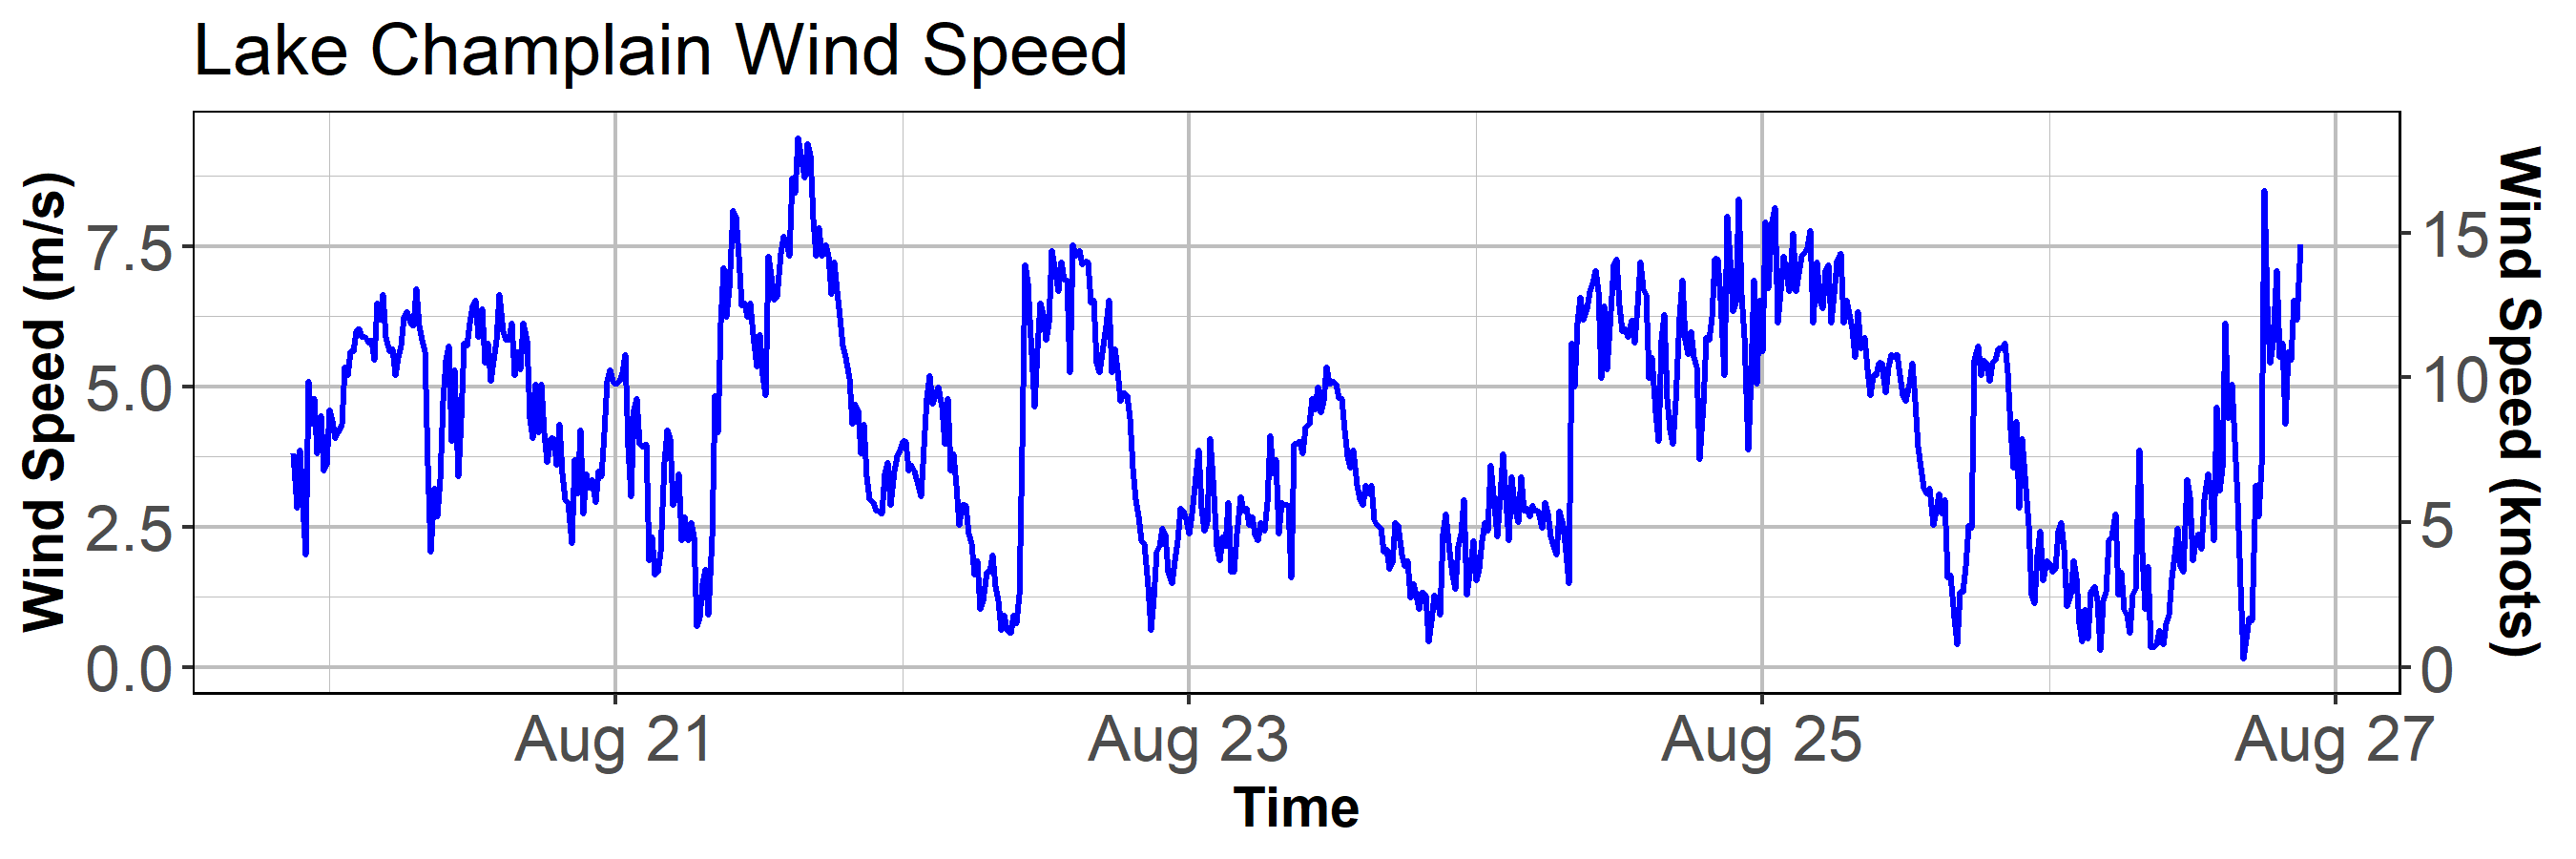 Lake Champlain Wind Speed
Wind Speed (m/s)
7.5
5.0
2.5
0.0
15
10
5
0
Wind Speed (knots)
Aug 21
Aug 23
Aug 25
Aug 27
Time